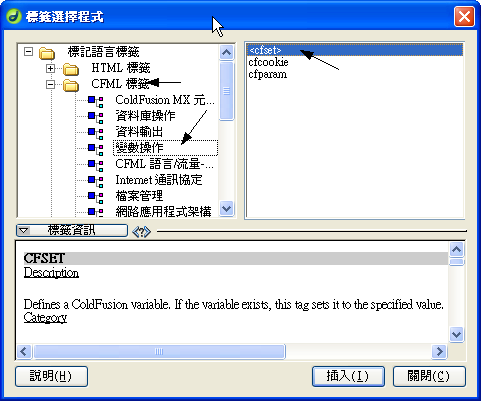 標籤選擇程式
標記語言標籤
HTML 標籤
CFML 標籤
ColdFusion MX 元...
資料庫操作
資料輸出
變數操作
CFML 語言/流量-...
Internet 通訊協定
檔案管理
網路應用程式架構
<cfset>
cfcookie
cfparam
標籤資訊
CFSET
Description
Defines a ColdFusion variable. If the variable exists, this tag sets it to the specified value.
Category
說明(H)
插入(I)
關閉(C)